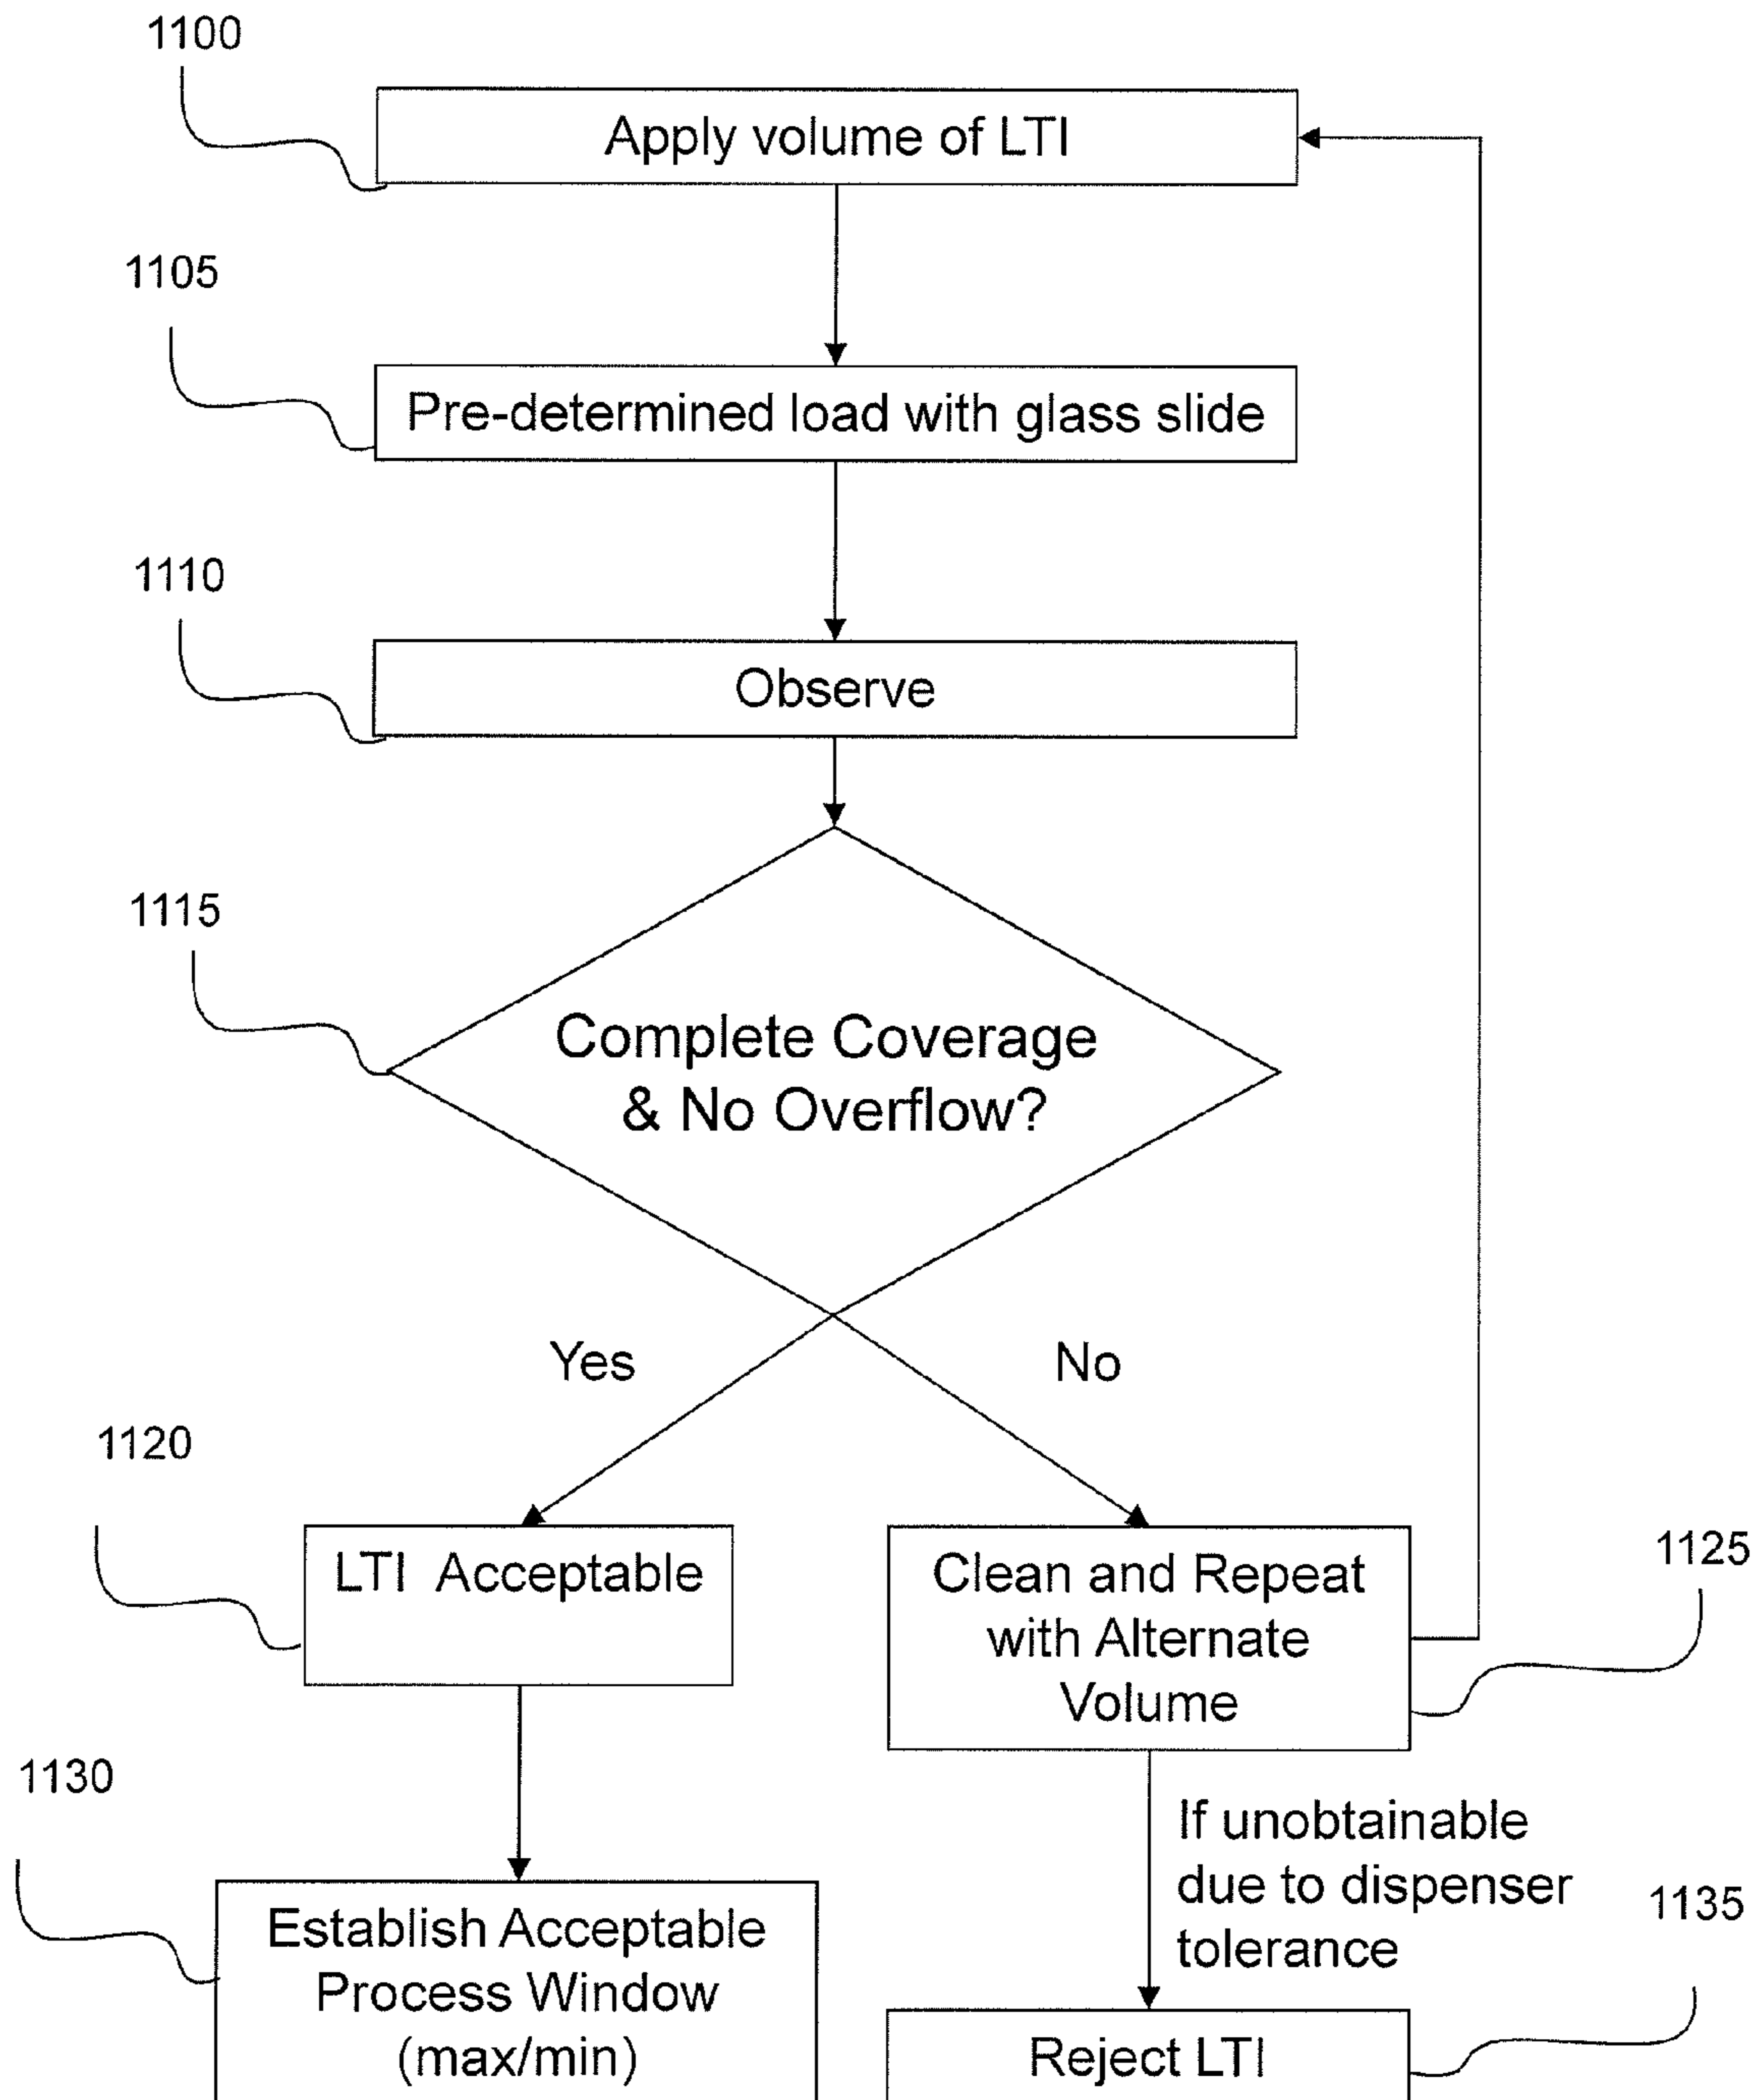 1100
Apply volume of LTI
1105
Pre-determined load with glass slide
1110
Observe
1115
Complete Coverage
& No Overflow?
Yes
No
1120
LTI Acceptable
1125
Clean and Repeat
with Alternate
Volume
1130
Establish Acceptable
Process Window
(max/min)
If unobtainable
due to dispenser
tolerance
1135
Reject LTI